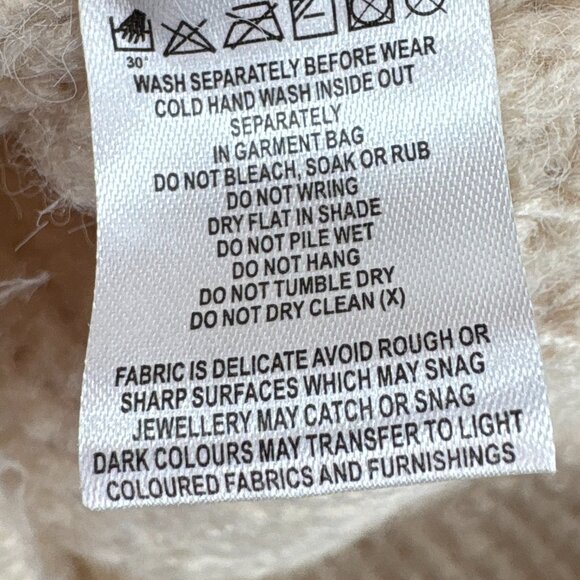 30°
WASH SEPARATELY BEFORE WEAR
COLD HAND WASH INSIDE OUT
SEPARATELY
IN GARMENT BAG
DO NOT BLEACH, SOAK OR RUB
DO NOT WRING
DRY FLAT IN SHADE
DO NOT PILE WET
DO NOT HANG
DO NOT TUMBLE DRY
DO NOT DRY CLEAN (X)
FABRIC IS DELICATE AVOID ROUGH OR
SHARP SURFACES WHICH MAY SNAG
JEWELLERY MAY CATCH OR SNAG
DARK COLOURS MAY TRANSFER TO LIGHT
COLOURED FABRICS AND FURNISHINGS